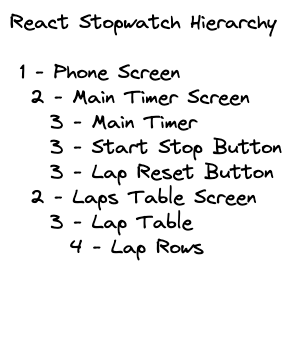 React Stopwatch Hierarchy
1 - Phone Screen
2 - Main Timer Screen
3 - Main Timer
3 - Start Stop Button
3 - Lap Reset Button
2 - Laps Table Screen
3 - Lap Table
4 - Lap Rows